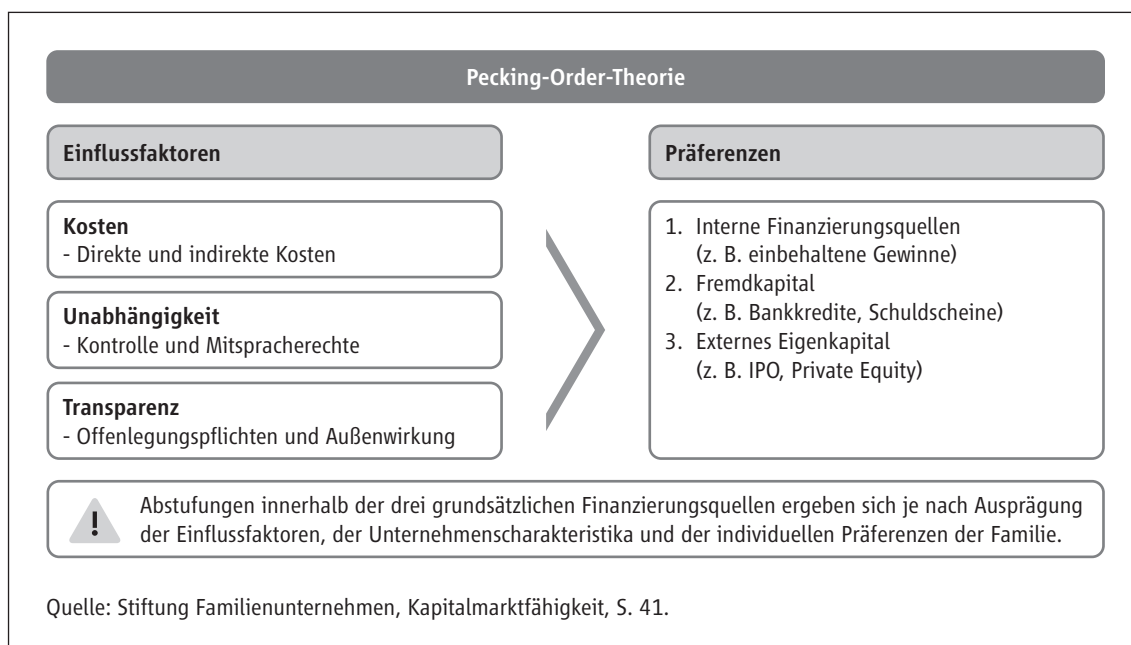 Pecking-Order-Theorie
Einflussfaktoren
Kosten
- Direkte und indirekte Kosten
Unabhängigkeit
- Kontrolle und Mitspracherechte
Transparenz
- Offenlegungspflichten und Außenwirkung
Präferenzen
1. Interne Finanzierungsquellen
(z. B. einbehaltene Gewinne)
2. Fremdkapital
(z. B. Bankkredite, Schuldscheine)
3. Externes Eigenkapital
(z. B. IPO, Private Equity)
!
Abstufungen innerhalb der drei grundsätzlichen Finanzierungsquellen ergeben sich je nach Ausprägung
der Einflussfaktoren, der Unternehmenscharakteristika und der individuellen Präferenzen der Familie.
Quelle: Stiftung Familienunternehmen, Kapitalmarktfähigkeit, S. 41.